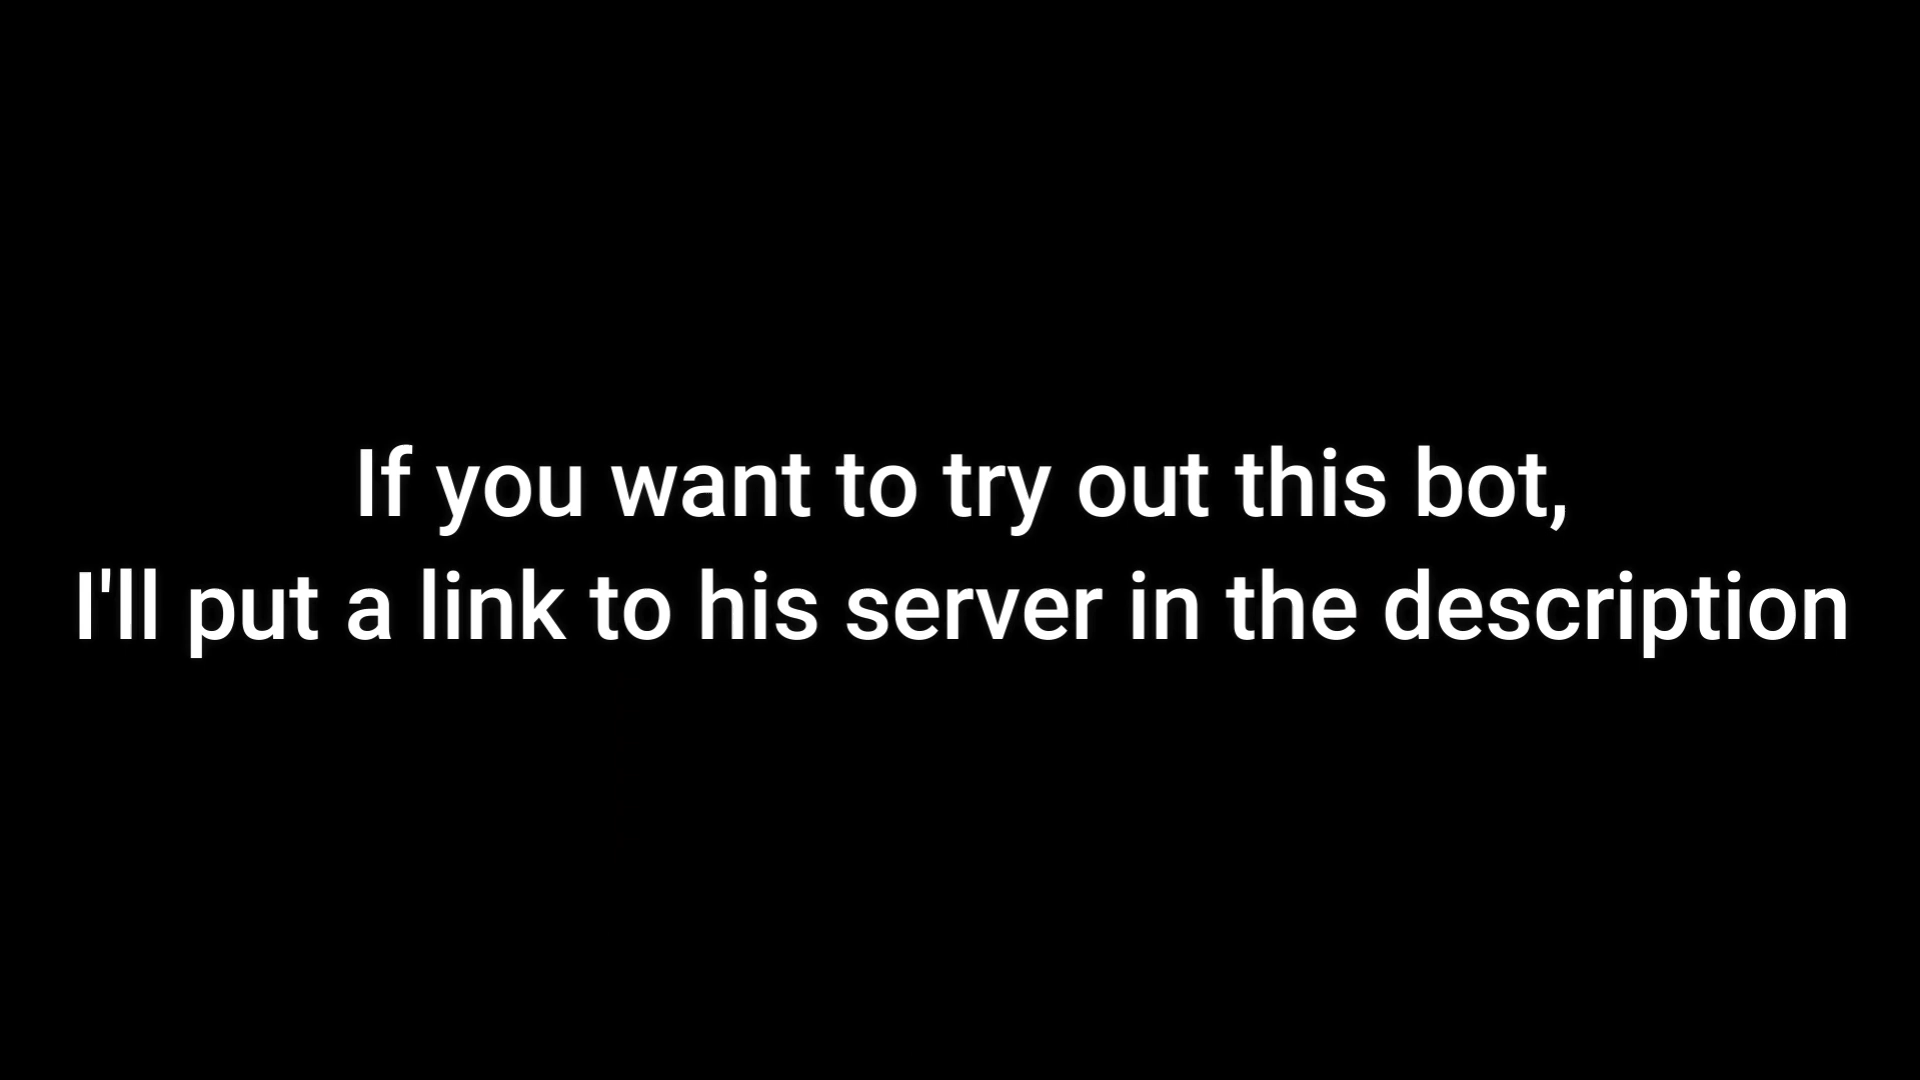 If you want to try out this bot,
I'll put a link to his server in the description